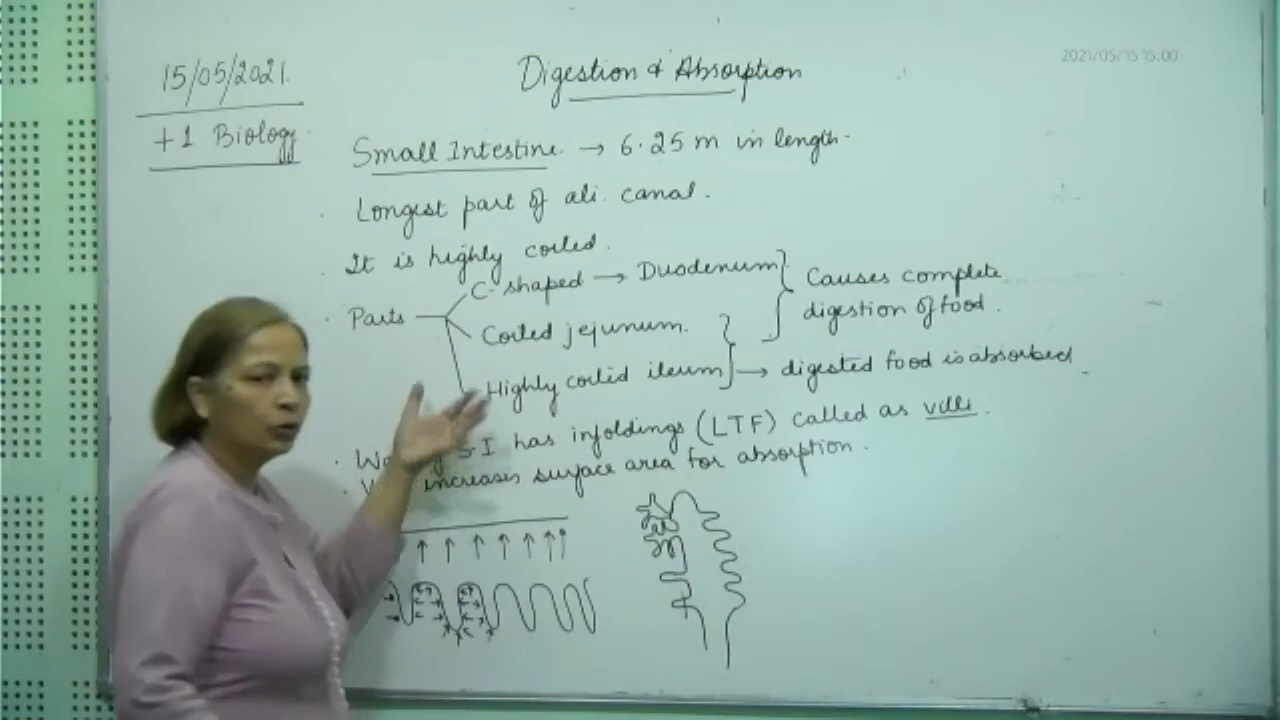 2021/05/15 15:00
15/05/2021.
+1 Biology
Digestion & Absorption
Small Intestine → 6.25 m in length.
· Longest part of ali. canal.
· It is highly coiled.
· Parts
C-shaped → Duodenum
Coiled jejunum.
Causes complete
digestion of food.
Highly coiled ileum → digested food is absorbed
· S.I has infoldings (LTF) called as villi.
· increases surface area for absorption.